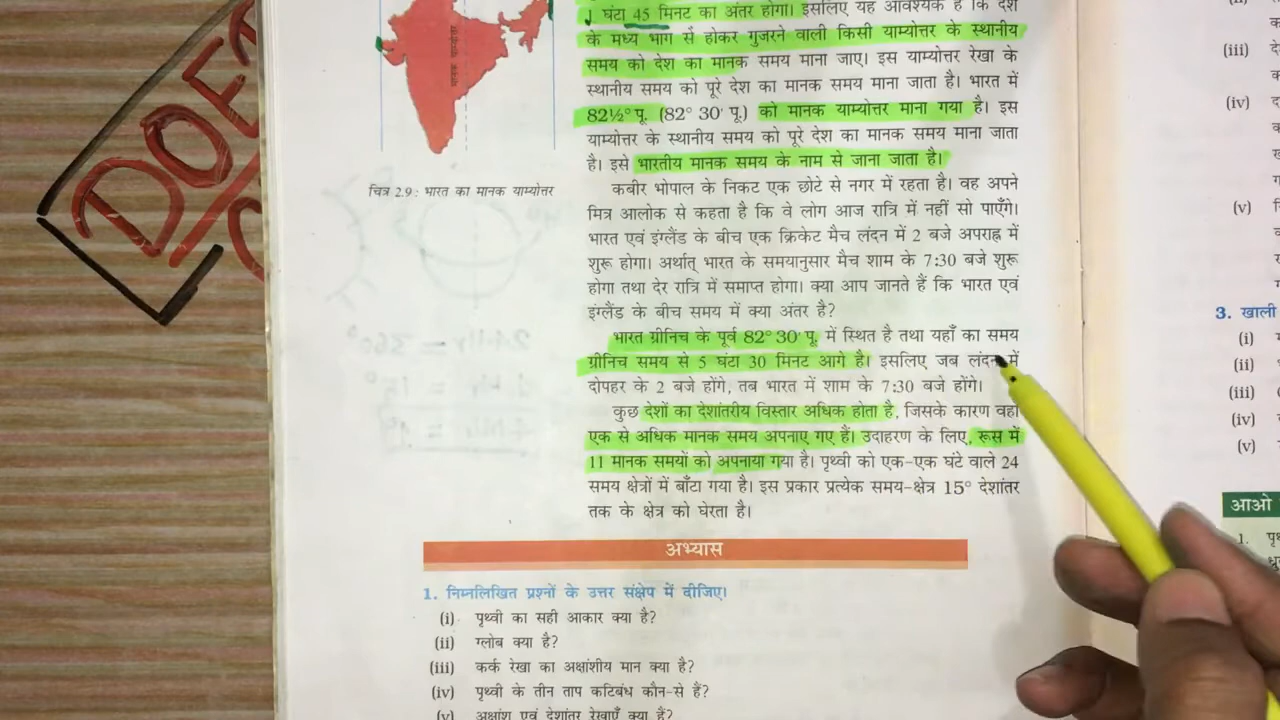 1 घंटा 45 मिनट का अंतर होगा। इसलिए यह आवश्यक है कि देश
के मध्य भाग से होकर गुजरने वाली किसी याम्योत्तर के स्थानीय
समय को देश का मानक समय माना जाए। इस याम्योत्तर रेखा के
स्थानीय समय को पूरे देश का मानक समय माना जाता है। भारत में
82½° पू. (82° 30' पू.) को मानक याम्योत्तर माना गया है। इस
याम्योत्तर के स्थानीय समय को पूरे देश का मानक समय माना जाता
है। इसे भारतीय मानक समय के नाम से जाना जाता है।
चित्र 2.9 : भारत का मानक याम्योत्तर
कबीर भोपाल के निकट एक छोटे से नगर में रहता है। वह अपने
मित्र आलोक से कहता है कि वे लोग आज रात्रि में नहीं सो पाएँगे।
भारत एवं इंग्लैंड के बीच एक क्रिकेट मैच लंदन में 2 बजे अपराह्न में
शुरू होगा। अर्थात् भारत के समयानुसार मैच शाम के 7:30 बजे शुरू
होगा तथा देर रात्रि में समाप्त होगा। क्या आप जानते हैं कि भारत एवं
इंग्लैंड के बीच समय में क्या अंतर है?
भारत ग्रीनिच के पूर्व 82° 30' पू. में स्थित है तथा यहाँ का समय
ग्रीनिच समय से 5 घंटा 30 मिनट आगे है। इसलिए जब लंदन में
दोपहर के 2 बजे होंगे, तब भारत में शाम के 7:30 बजे होंगे।
कुछ देशों का देशांतरीय विस्तार अधिक होता है, जिसके कारण वहाँ
एक से अधिक मानक समय अपनाए गए हैं। उदाहरण के लिए, रूस में
11 मानक समयों को अपनाया गया है। पृथ्वी को एक-एक घंटे वाले 24
समय क्षेत्रों में बाँटा गया है। इस प्रकार प्रत्येक समय-क्षेत्र 15° देशांतर
तक के क्षेत्र को घेरता है।
अभ्यास
1. निम्नलिखित प्रश्नों के उत्तर संक्षेप में दीजिए।
(i) पृथ्वी का सही आकार क्या है?
(ii) ग्लोब क्या है?
(iii) कर्क रेखा का अक्षांशीय मान क्या है?
(iv) पृथ्वी के तीन ताप कटिबंध कौन-से हैं?
(v) अक्षांश एवं देशांतर रेखाएँ क्या हैं?
(iii)
(iv)
(v)
3. खाली
(i)
(ii)
(iii)
(iv)
(v)
आओ
1.